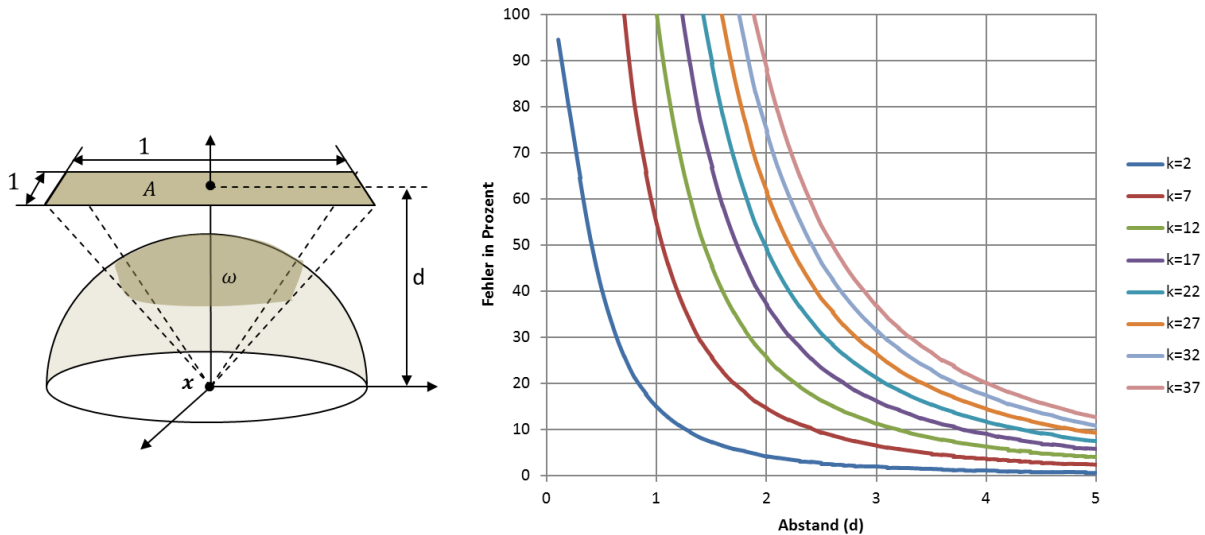 1
1
A
ω
d
x
Fehler in Prozent
100
90
80
70
60
50
40
30
20
10
0
0 1 2 3 4 5
Abstand (d)
k=2
k=7
k=12
k=17
k=22
k=27
k=32
k=37